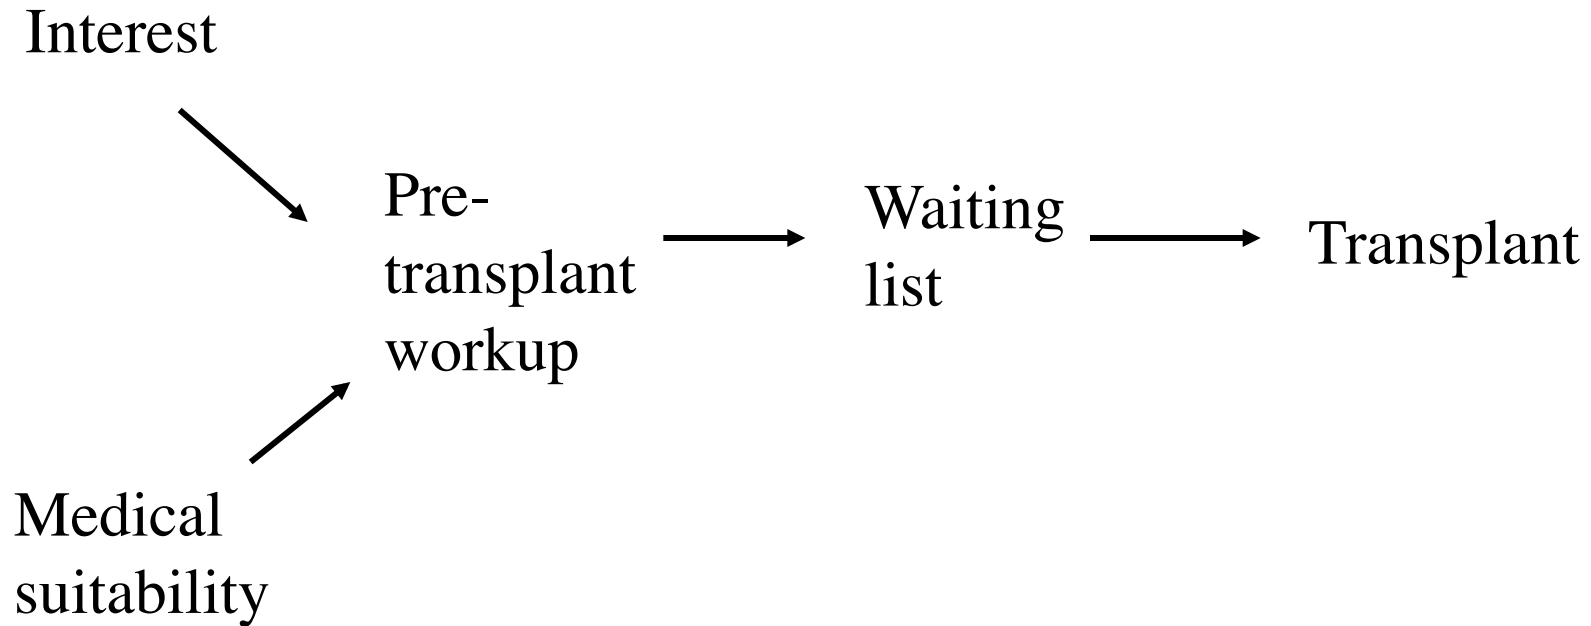 Interest
Pre-
transplant
workup
Waiting
list
Transplant
Medical
suitability